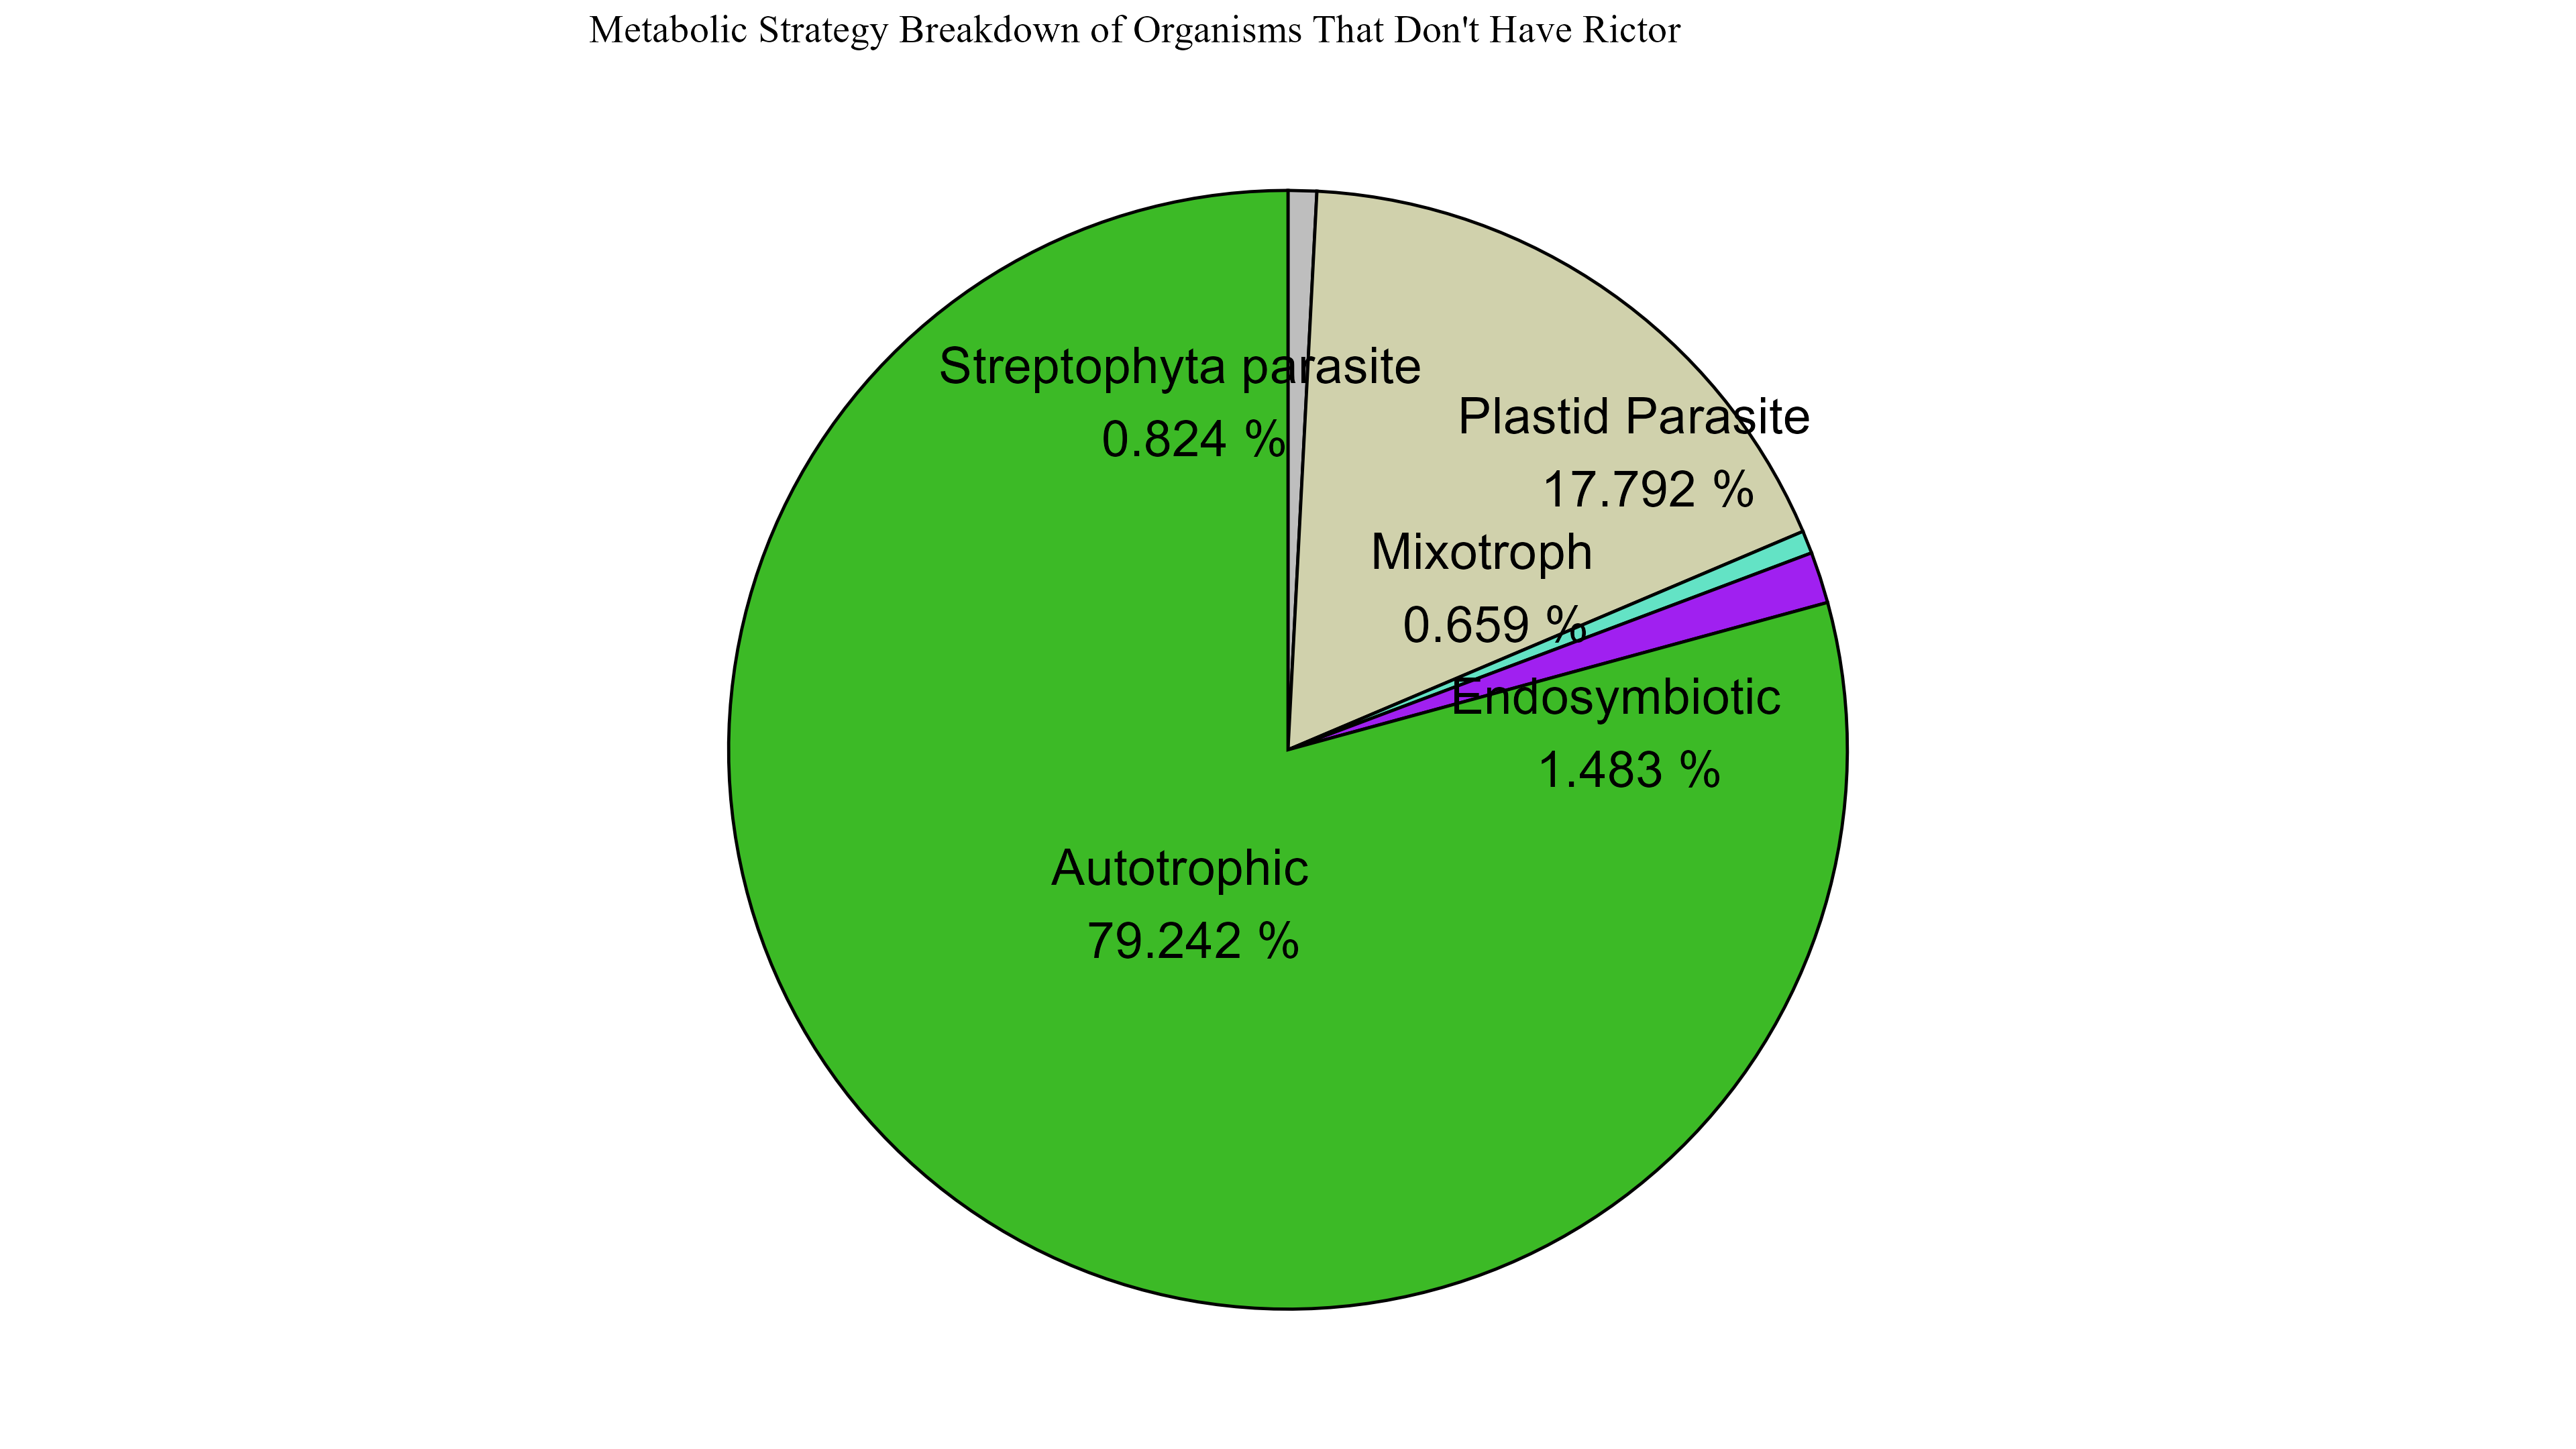 Metabolic Strategy Breakdown of Organisms That Don't Have Rictor
Streptophyta parasite
0.824 %
Plastid Parasite
17.792 %
Mixotroph
0.659 %
Endosymbiotic
1.483 %
Autotrophic
79.242 %